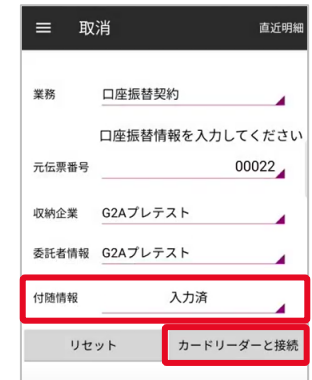 取消 直近明細
業務 口座振替契約
口座振替情報を入力してください
元伝票番号 00022
収納企業 G2Aプレテスト
委託者情報 G2Aプレテスト
付随情報 入力済
リセット カードリーダーと接続